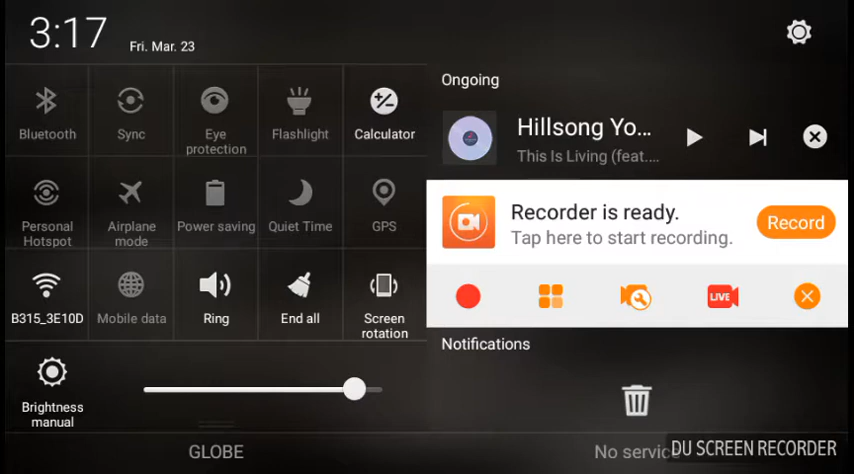 3:17
Fri. Mar. 23
Bluetooth
Sync
Eye
protection
Flashlight
Calculator
Personal
Hotspot
Airplane
mode
Power saving
Quiet Time
GPS
B315_3E10D
Mobile data
Ring
End all
Screen
rotation
Brightness
manual
GLOBE
Ongoing
Hillsong Yo...
This Is Living (feat....
Recorder is ready.
Tap here to start recording.
Record
LIVE
Notifications
No service
DU SCREEN RECORDER